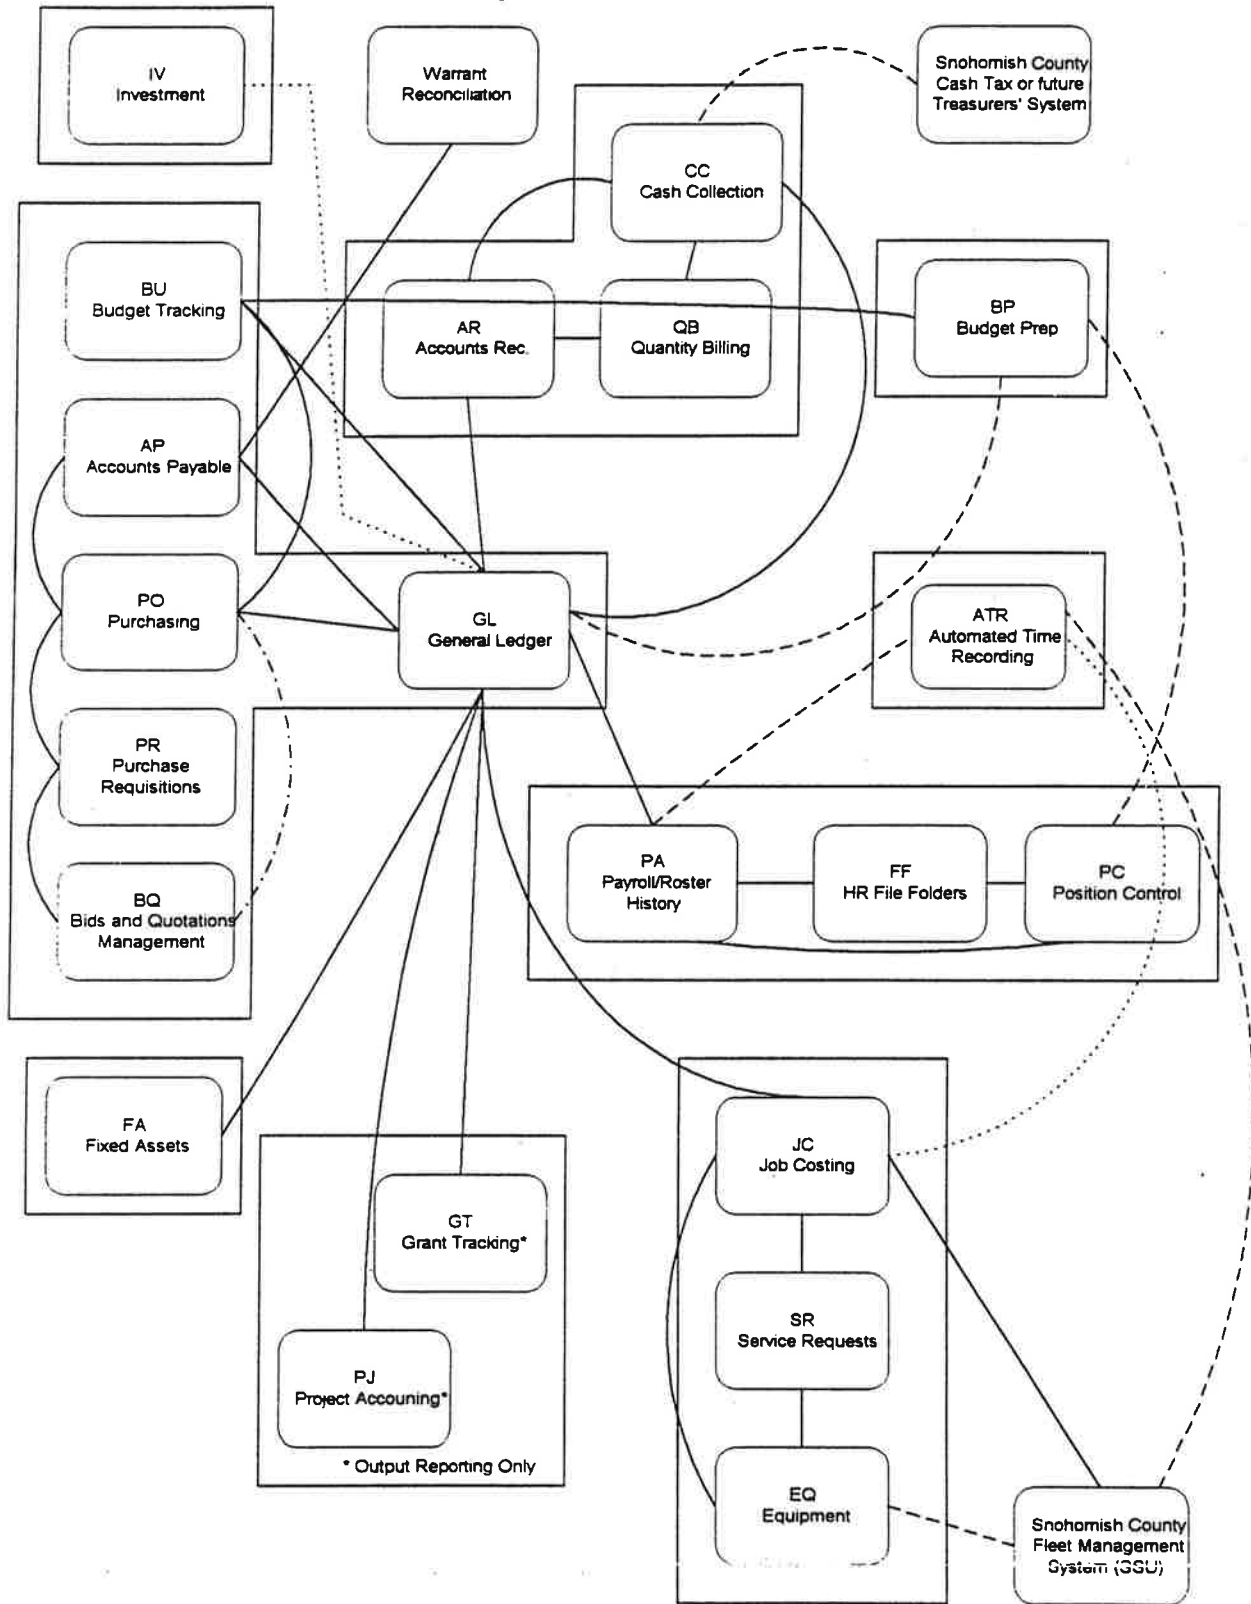 IV
Investment
Warrant
Reconciliation
Snohomish County
Cash Tax or future
Treasurers' System
CC
Cash Collection
BU
Budget Tracking
AR
Accounts Rec.
QB
Quantity Billing
BP
Budget Prep
AP
Accounts Payable
PO
Purchasing
GL
General Ledger
ATR
Automated Time
Recording
PR
Purchase
Requisitions
PA
Payroll/Roster
History
FF
HR File Folders
PC
Position Control
BQ
Bids and Quotations
Management
FA
Fixed Assets
JC
Job Costing
GT
Grant Tracking*
SR
Service Requests
PJ
Project Accouning*
* Output Reporting Only
EQ
Equipment
Snohomish County
Fleet Management
System